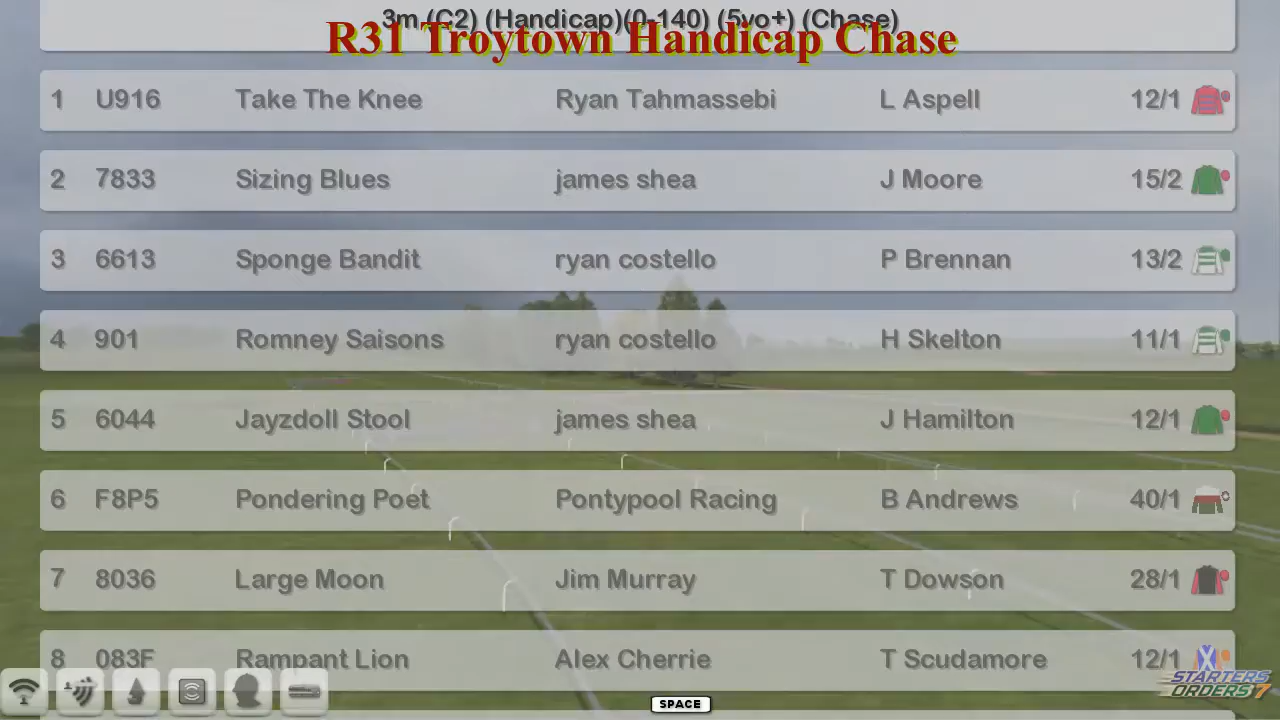 3m (C2) (Handicap)(0-140) (5yo+) (Chase)
R31 Troytown Handicap Chase
1 U916 Take The Knee Ryan Tahmassebi L Aspell 12/1
2 7833 Sizing Blues james shea J Moore 15/2
3 6613 Sponge Bandit ryan costello P Brennan 13/2
4 901 Romney Saisons ryan costello H Skelton 11/1
5 6044 Jayzdoll Stool james shea J Hamilton 12/1
6 F8P5 Pondering Poet Pontypool Racing B Andrews 40/1
7 8036 Large Moon Jim Murray T Dowson 28/1
8 083F Rampant Lion Alex Cherrie T Scudamore 12/1
STARTERS
ORDERS 7
SPACE